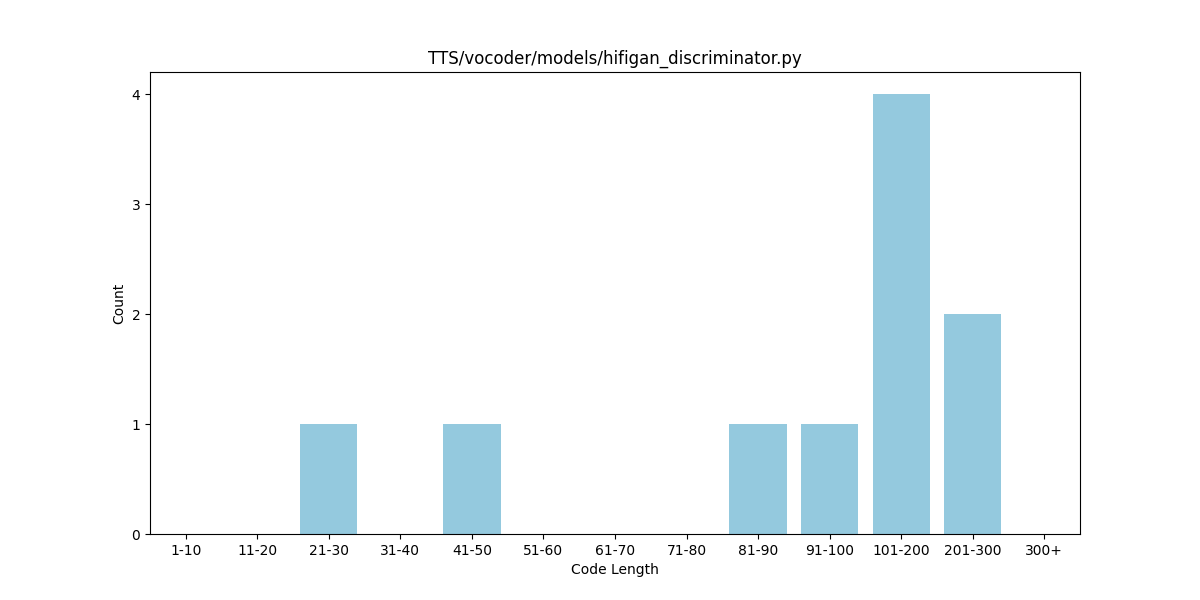 TTS/vocoder/models/hifigan_discriminator.py
4
3
2
1
0
Count
1-10 11-20 21-30 31-40 41-50 51-60 61-70 71-80 81-90 91-100 101-200 201-300 300+
Code Length